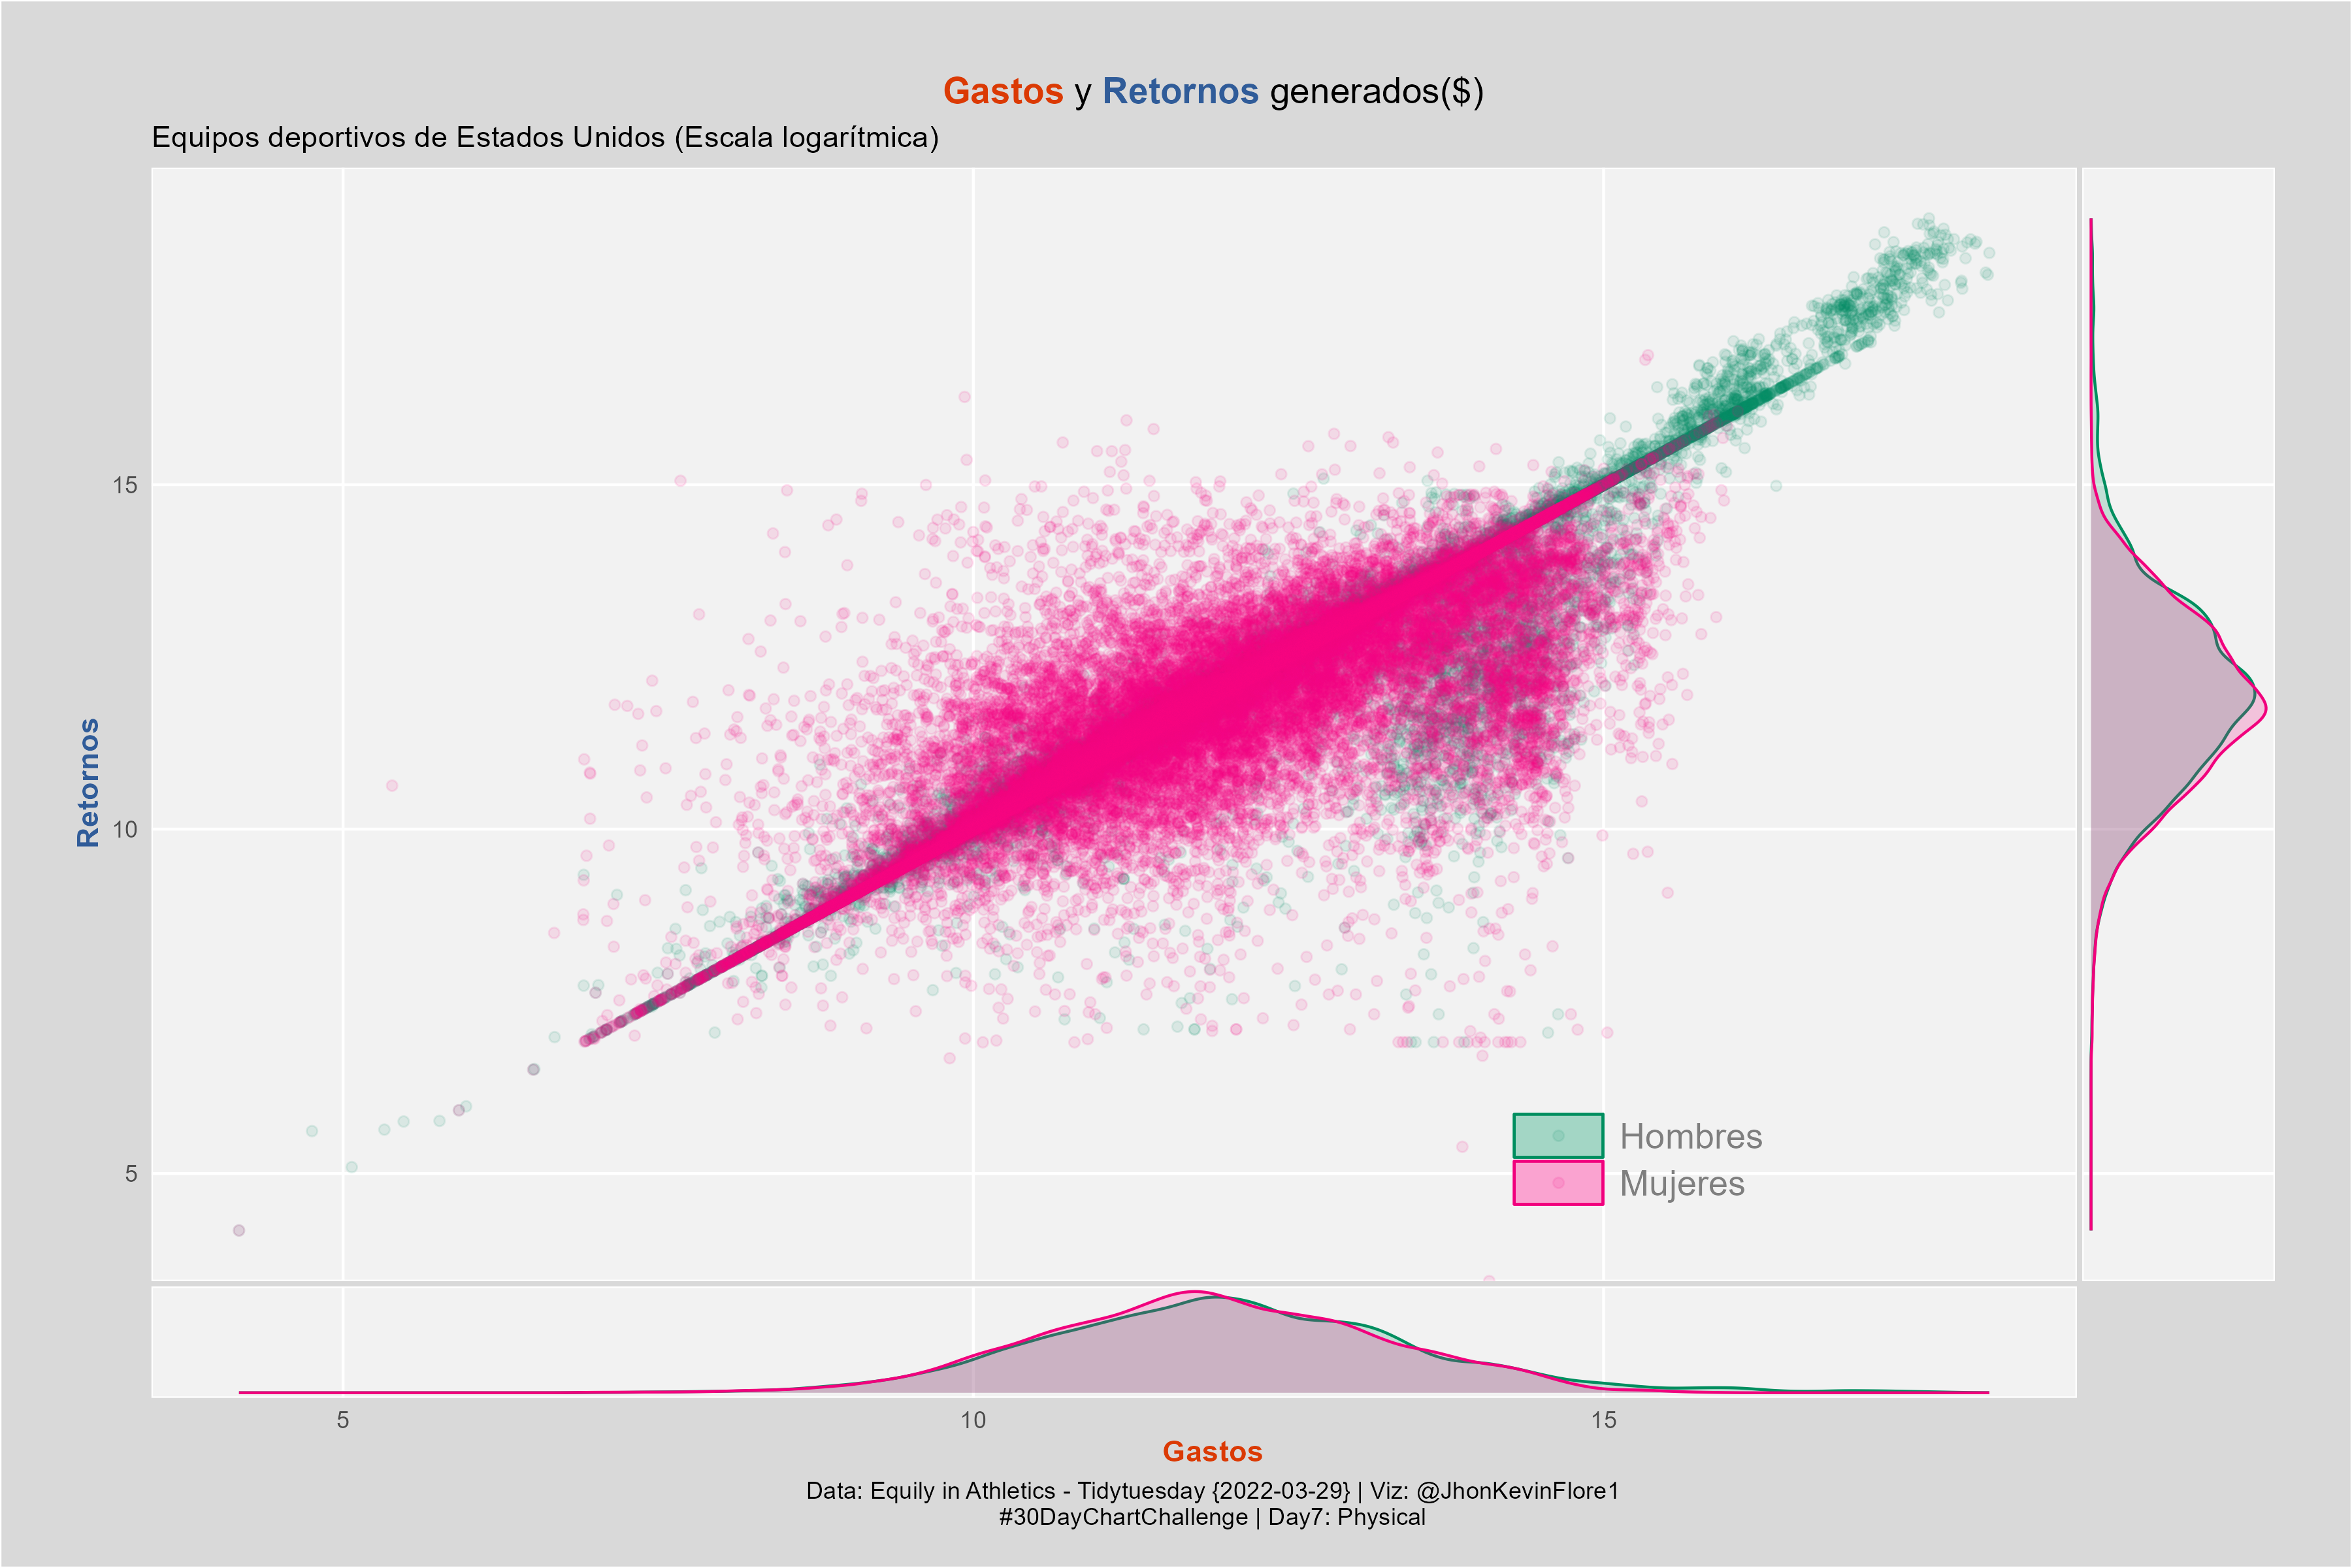 Gastos y Retornos generados($)
Equipos deportivos de Estados Unidos (Escala logarítmica)
Retornos
15
10
5
Hombres
Mujeres
5
10
15
Gastos
Data: Equily in Athletics - Tidytuesday {2022-03-29} | Viz: @JhonKevinFlore1
#30DayChartChallenge | Day7: Physical